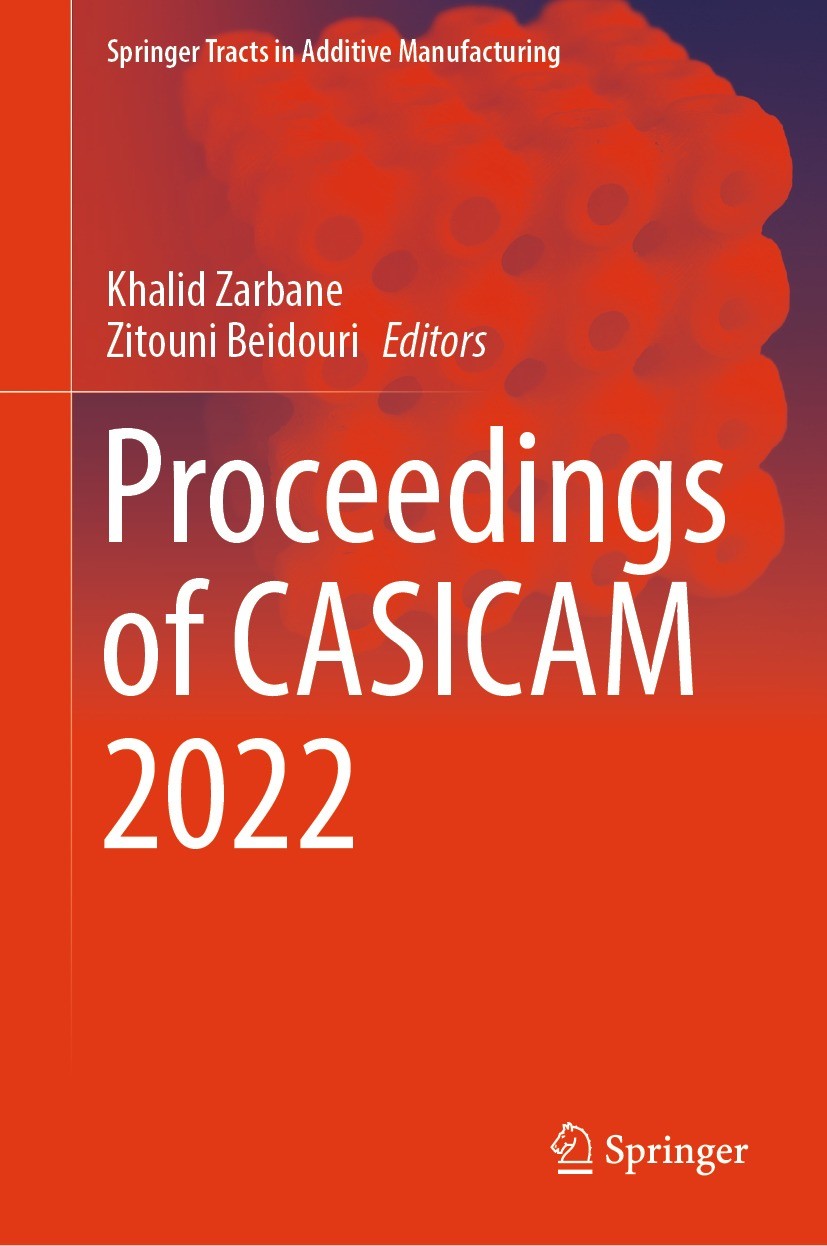 Springer Tracts in Additive Manufacturing
Khalid Zarbane
Zitouni Beidouri Editors
Proceedings
of CASICAM
2022
Springer